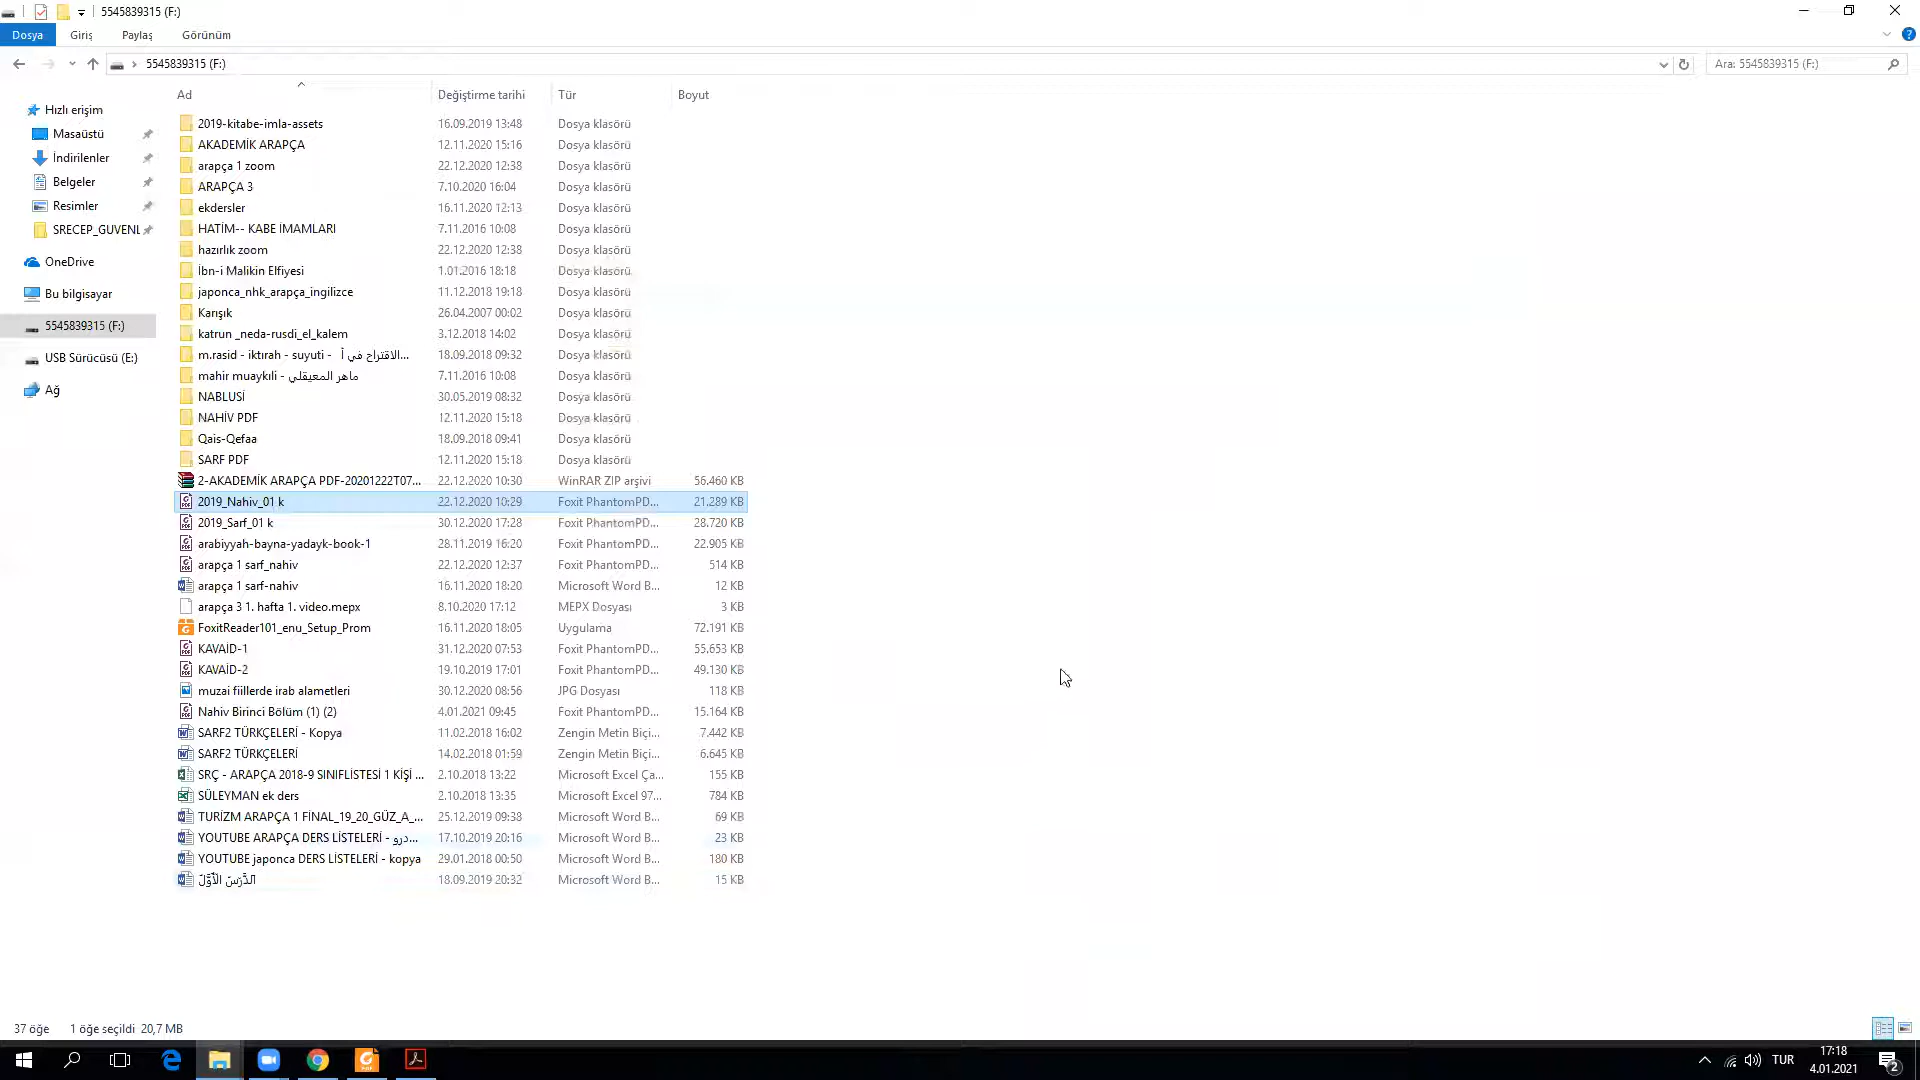 5545839315 (F:)
Dosya Giriş Paylaş Görünüm
5545839315 (F:) Ara: 5545839315 (F:)
Ad Değiştirme tarihi Tür Boyut
Hızlı erişim
Masaüstü
İndirilenler
Belgeler
Resimler
SRECEP_GUVENL
OneDrive
Bu bilgisayar
5545839315 (F:)
USB Sürücüsü (E:)
Ağ
2019-kitabe-imla-assets 16.09.2019 13:48 Dosya klasörü
AKADEMİK ARAPÇA 12.11.2020 15:16 Dosya klasörü
arapça 1 zoom 22.12.2020 12:38 Dosya klasörü
ARAPÇA 3 7.10.2020 16:04 Dosya klasörü
ekdersler 16.11.2020 12:13 Dosya klasörü
HATİM-- KABE İMAMLARI 7.11.2016 10:08 Dosya klasörü
hazırlık zoom 22.12.2020 12:38 Dosya klasörü
İbn-i Malikin Elfiyesi 1.01.2016 18:18 Dosya klasörü
japonca_nhk_arapça_ingilizce 11.12.2018 19:18 Dosya klasörü
Karışık 26.04.2007 00:02 Dosya klasörü
katrun _neda-rusdi_el_kalem 3.12.2018 14:02 Dosya klasörü
m.rasid - iktırah - suyuti - الاقتراح في أ... 18.09.2018 09:32 Dosya klasörü
mahir muaykıli - ماهر المعيقلي 7.11.2016 10:08 Dosya klasörü
NABLUSİ 30.05.2019 08:32 Dosya klasörü
NAHİV PDF 12.11.2020 15:18 Dosya klasörü
Qais-Qefaa 18.09.2018 09:41 Dosya klasörü
SARF PDF 12.11.2020 15:18 Dosya klasörü
2-AKADEMİK ARAPÇA PDF-20201222T07... 22.12.2020 10:30 WinRAR ZIP arşivi 56.460 KB
2019_Nahiv_01 k 22.12.2020 10:29 Foxit PhantomPD... 21.289 KB
2019_Sarf_01 k 30.12.2020 17:28 Foxit PhantomPD... 28.720 KB
arabiyyah-bayna-yadayk-book-1 28.11.2019 16:20 Foxit PhantomPD... 22.905 KB
arapça 1 sarf_nahiv 22.12.2020 12:37 Foxit PhantomPD... 514 KB
arapça 1 sarf-nahiv 16.11.2020 18:20 Microsoft Word B... 12 KB
arapça 3 1. hafta 1. video.mepx 8.10.2020 17:12 MEPX Dosyası 3 KB
FoxitReader101_enu_Setup_Prom 16.11.2020 18:05 Uygulama 72.191 KB
KAVAİD-1 31.12.2020 07:53 Foxit PhantomPD... 55.653 KB
KAVAİD-2 19.10.2019 17:01 Foxit PhantomPD... 49.130 KB
muzai fiillerde irab alametleri 30.12.2020 08:56 JPG Dosyası 118 KB
Nahiv Birinci Bölüm (1) (2) 4.01.2021 09:45 Foxit PhantomPD... 15.164 KB
SARF2 TÜRKÇELERİ - Kopya 11.02.2018 16:02 Zengin Metin Biçi... 7.442 KB
SARF2 TÜRKÇELERİ 14.02.2018 01:59 Zengin Metin Biçi... 6.645 KB
SRÇ - ARAPÇA 2018-9 SINIFLİSTESİ 1 KİŞİ ... 2.10.2018 13:22 Microsoft Excel Ça... 155 KB
SÜLEYMAN ek ders 2.10.2018 13:35 Microsoft Excel 97... 784 KB
TURİZM ARAPÇA 1 FİNAL_19_20_GÜZ_A_... 25.12.2019 09:38 Microsoft Word B... 69 KB
YOUTUBE ARAPÇA DERS LİSTELERİ - درو... 17.10.2019 20:16 Microsoft Word B... 23 KB
YOUTUBE japonca DERS LİSTELERİ - kopya 29.01.2018 00:50 Microsoft Word B... 180 KB
اَلدَّرْسُ الْأَوَّلُ 18.09.2019 20:32 Microsoft Word B... 15 KB
37 öğe 1 öğe seçildi 20,7 MB
TUR 17:18
4.01.2021
2